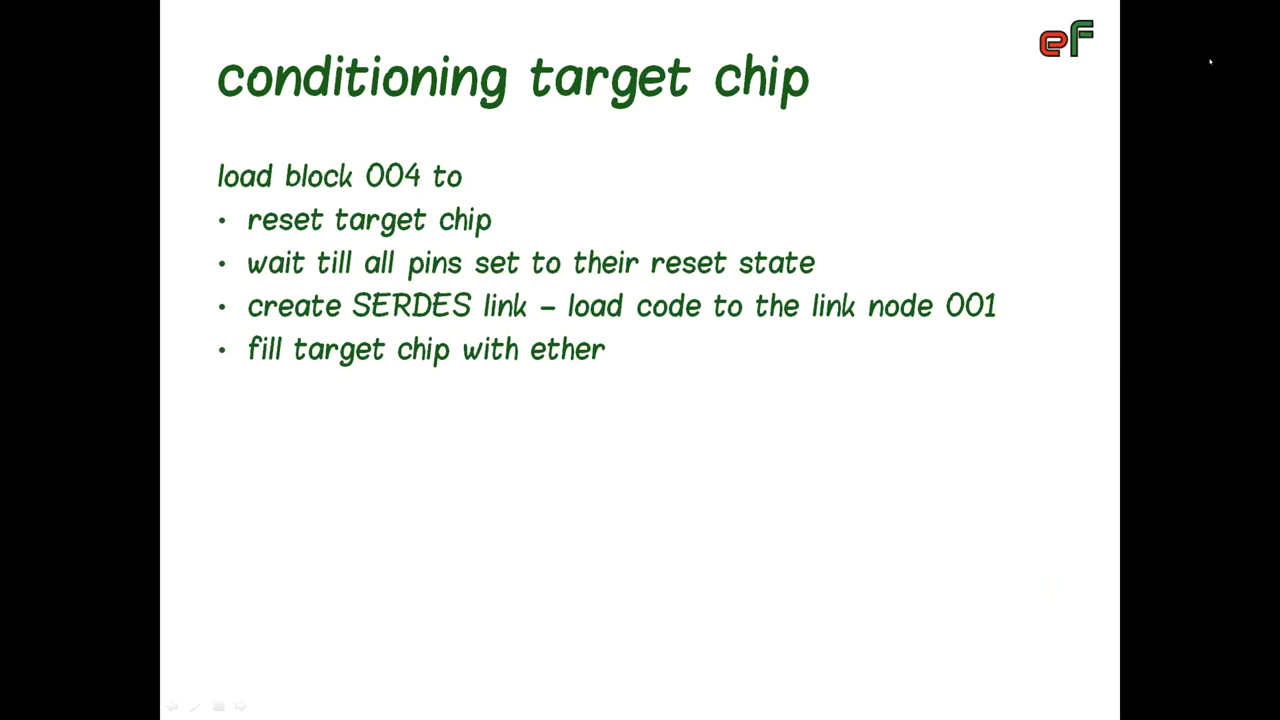 eF
conditioning target chip
load block 004 to
• reset target chip
• wait till all pins set to their reset state
• create SERDES link – load code to the link node 001
• fill target chip with ether